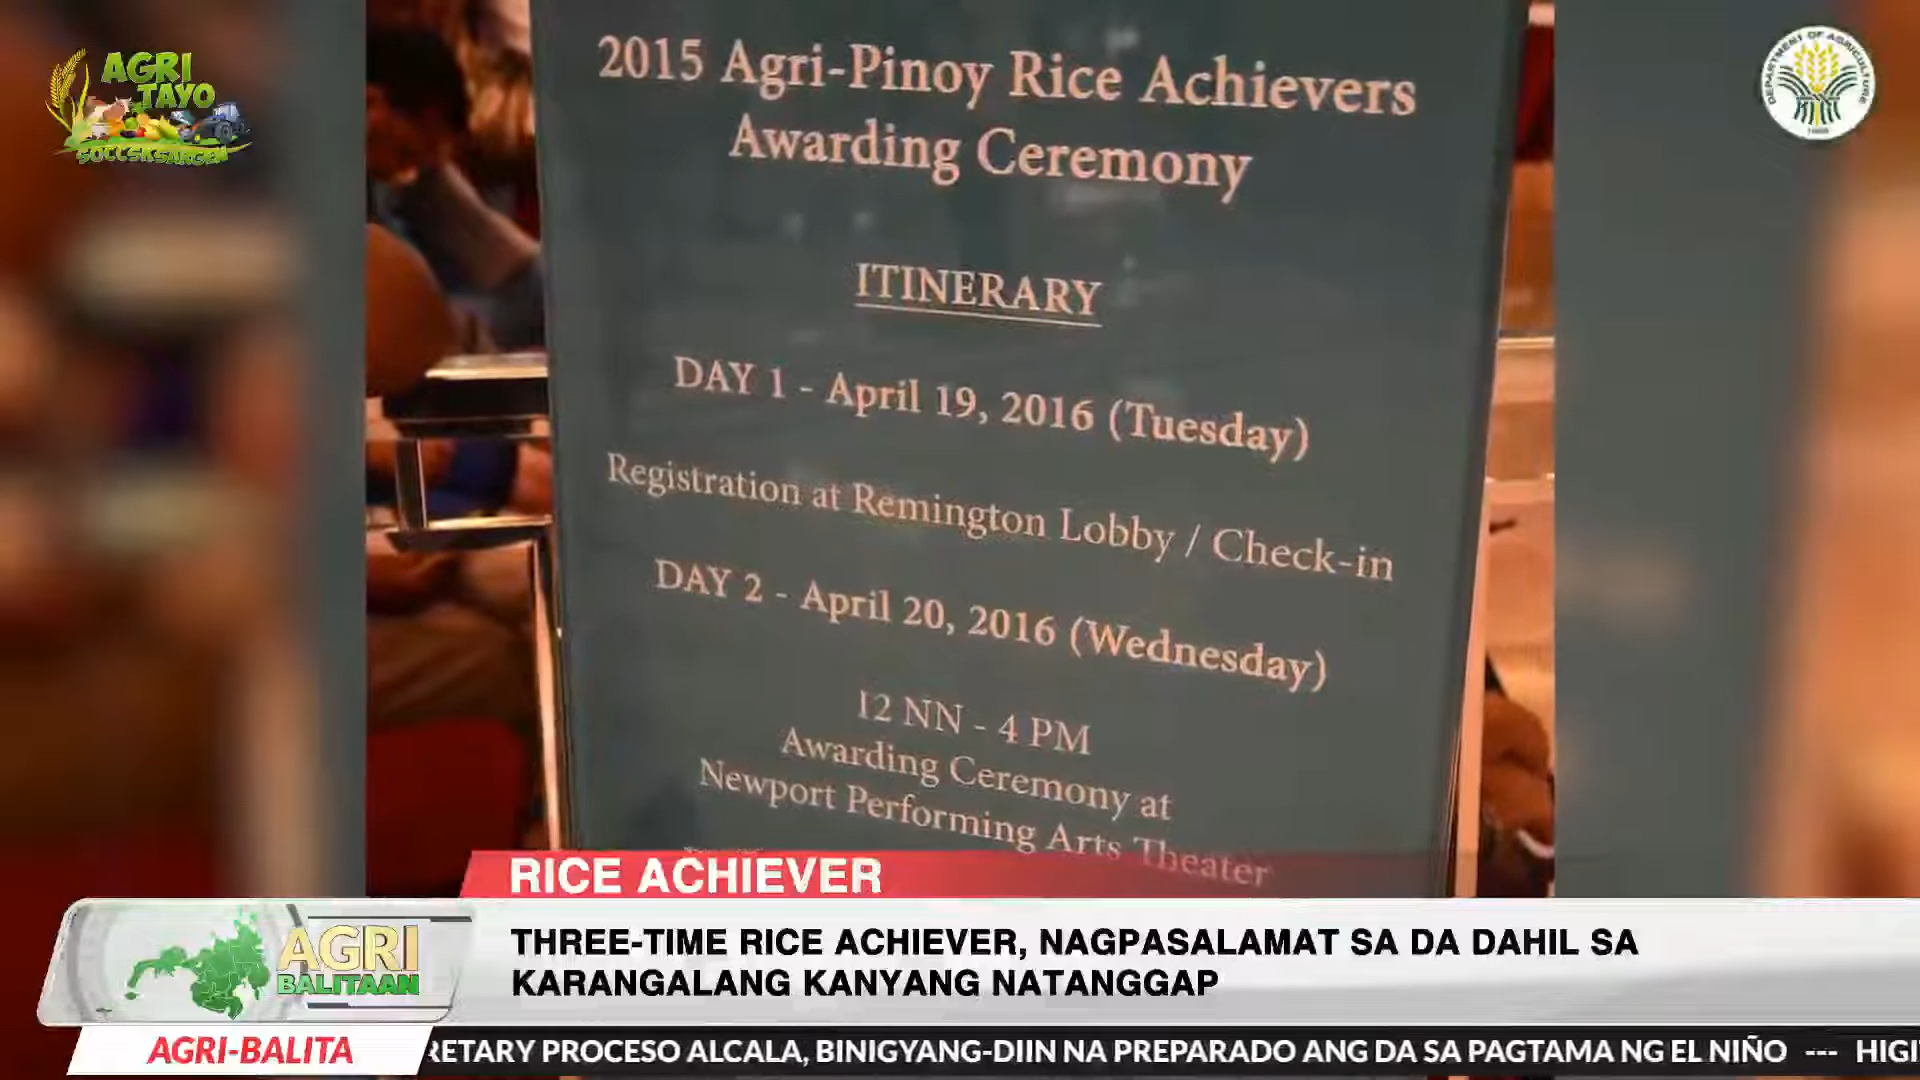 AGRI
TAYO
SOCCSKSARGEN
DEPARTMENT OF AGRICULTURE
2015 Agri-Pinoy Rice Achievers
Awarding Ceremony
ITINERARY
DAY 1 - April 19, 2016 (Tuesday)
Registration at Remington Lobby / Check-in
DAY 2 - April 20, 2016 (Wednesday)
12 NN - 4 PM
Awarding Ceremony at
Newport Performing Arts Theater
RICE ACHIEVER
AGRI
BALITAAN
THREE-TIME RICE ACHIEVER, NAGPASALAMAT SA DA DAHIL SA
KARANGALANG KANYANG NATANGGAP
AGRI-BALITA
RETARY PROCESO ALCALA, BINIGYANG-DIIN NA PREPARADO ANG DA SA PAGTAMA NG EL NIÑO --- HIGI